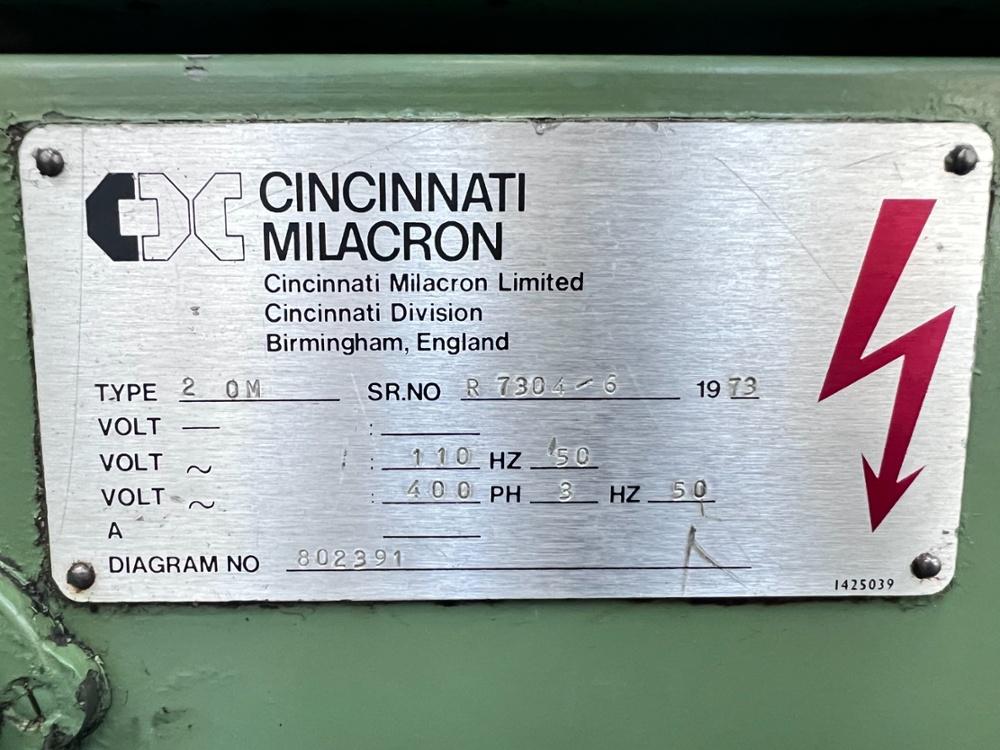 CINCINNATI
MILACRON
Cincinnati Milacron Limited
Cincinnati Division
Birmingham, England
TYPE 2 OM SR.NO R 7304-6 1973
VOLT — :
VOLT ~ : 110 HZ 50
VOLT ~ : 400 PH 3 HZ 50
A
DIAGRAM NO 802391
1425039